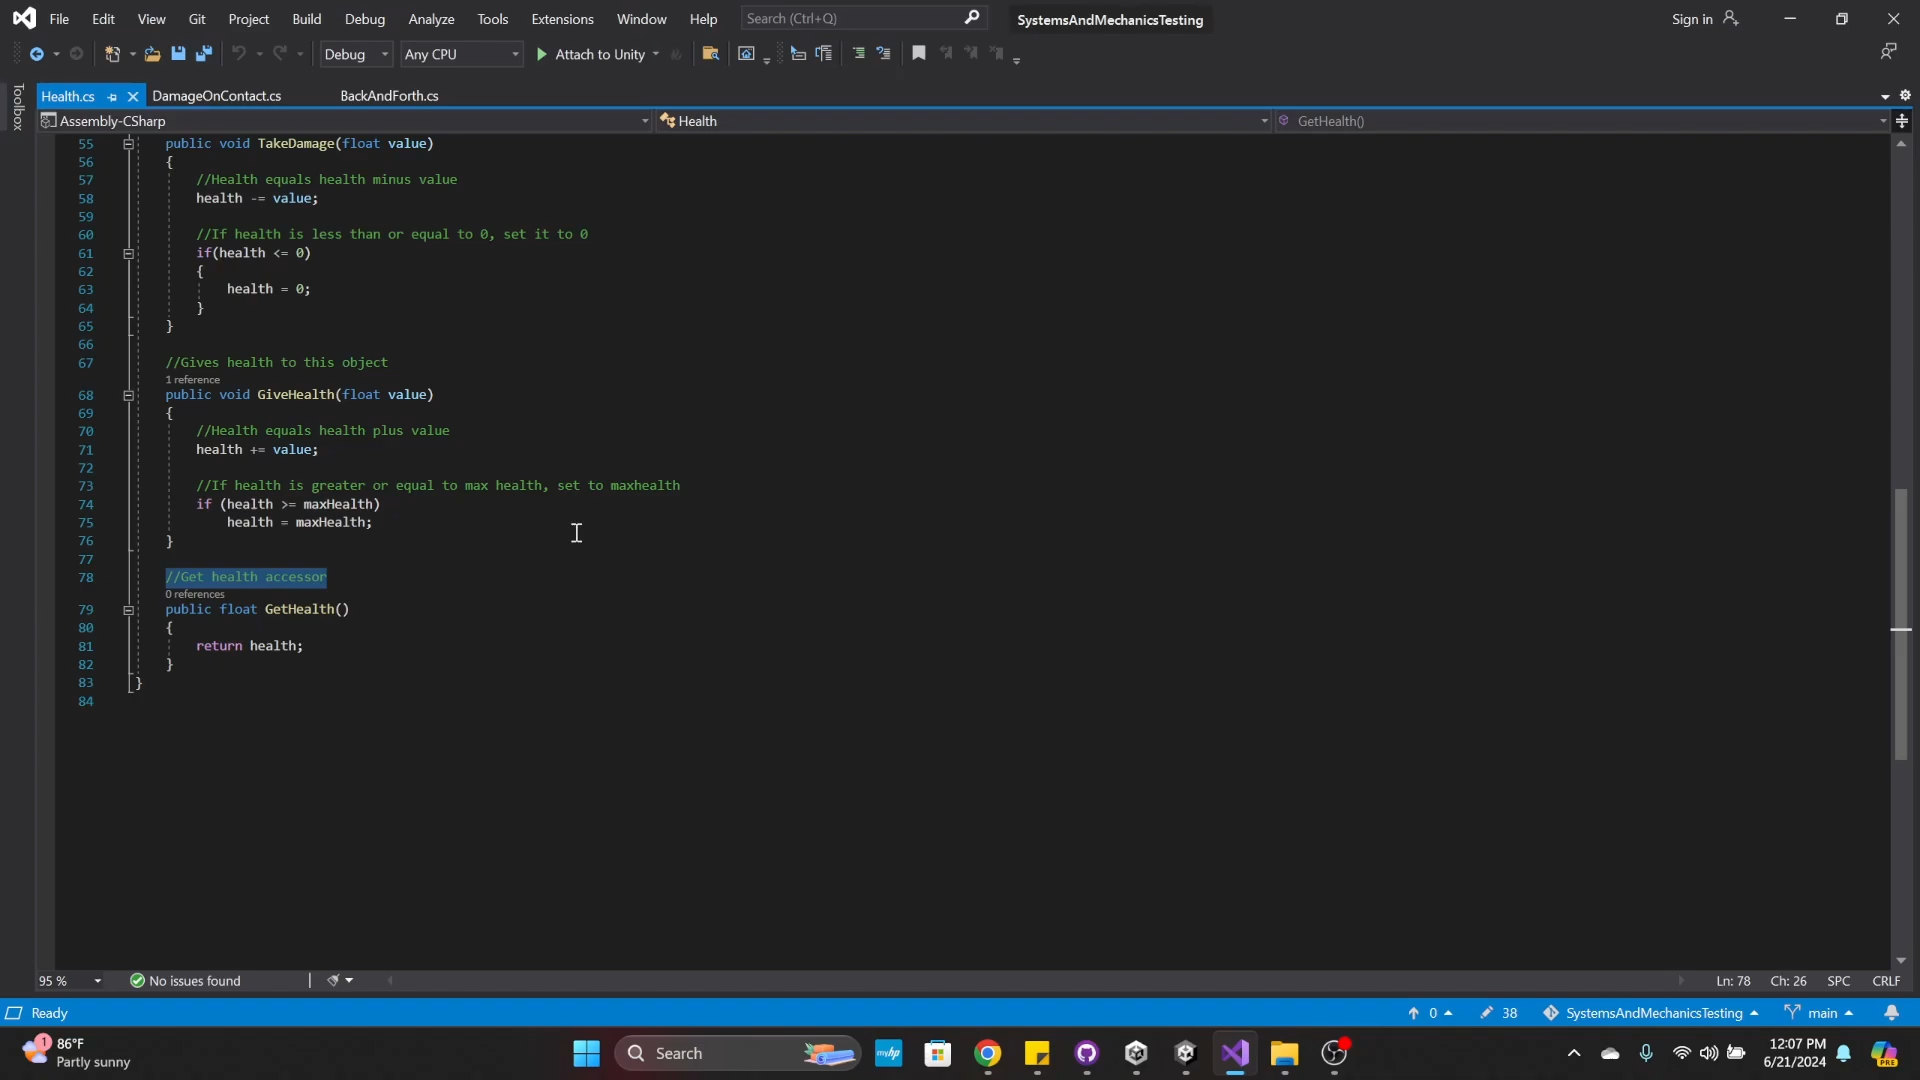 File Edit View Git Project Build Debug Analyze Tools Extensions Window Help Search (Ctrl+Q) SystemsAndMechanicsTesting Sign in
Debug Any CPU Attach to Unity
Toolbox
Health.cs DamageOnContact.cs BackAndForth.cs
Assembly-CSharp Health GetHealth()
55 public void TakeDamage(float value)
56 {
57 //Health equals health minus value
58 health -= value;
59
60 //If health is less than or equal to 0, set it to 0
61 if(health <= 0)
62 {
63 health = 0;
64 }
65 }
66
67 //Gives health to this object
1 reference
68 public void GiveHealth(float value)
69 {
70 //Health equals health plus value
71 health += value;
72
73 //If health is greater or equal to max health, set to maxhealth
74 if (health >= maxHealth)
75 health = maxHealth;
76 }
77
78 //Get health accessor
0 references
79 public float GetHealth()
80 {
81 return health;
82 }
83 }
84
95 % No issues found Ln: 78 Ch: 26 SPC CRLF
Ready 0 38 SystemsAndMechanicsTesting main
1 86°F
Partly sunny
Search
myhp
12:07 PM
6/21/2024
PRE